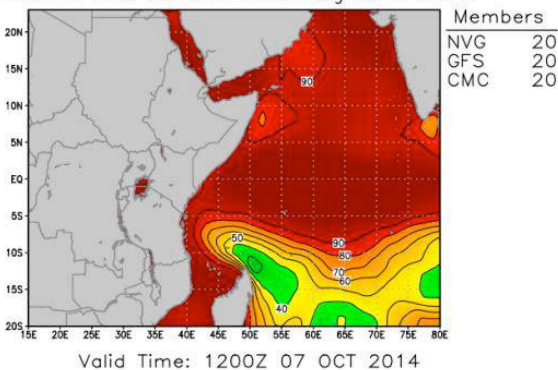 Members
NVG 20
GFS 20
CMC 20
20N
15N
10N
5N
EQ
5S
10S
15S
20S
90
50
90
80
70
60
40
15E 20E 25E 30E 35E 40E 45E 50E 55E 60E 65E 70E 75E 80E
Valid Time: 1200Z 07 OCT 2014